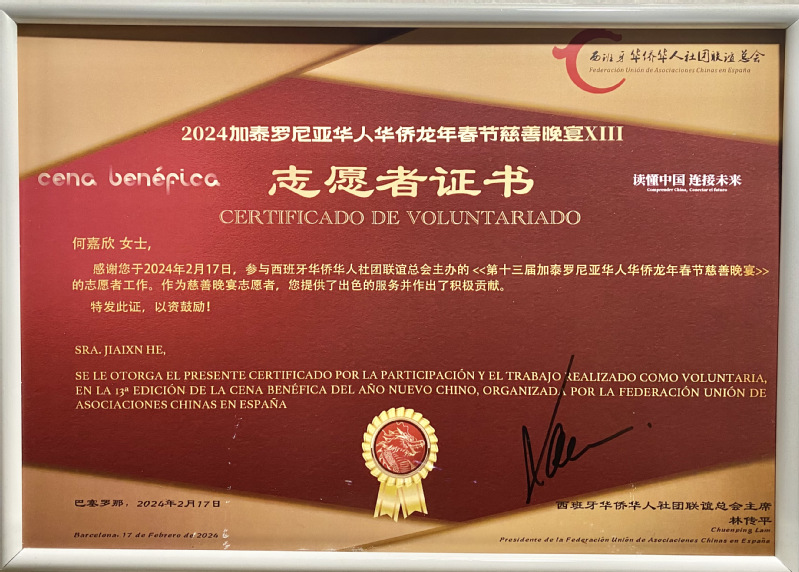 西班牙华侨华人社团联谊总会
Federación Unión de Asociaciones Chinas en España
2024加泰罗尼亚华人华侨龙年春节慈善晚宴XIII
cena benéfica
志愿者证书
读懂中国 连接未来
Comprender China, Conectar el futuro
CERTIFICADO DE VOLUNTARIADO
何嘉欣 女士,
感谢您于2024年2月17日，参与西班牙华侨华人社团联谊总会主办的 <<第十三届加泰罗尼亚华人华侨龙年春节慈善晚宴>>
的志愿者工作。作为慈善晚宴志愿者，您提供了出色的服务并作出了积极贡献。
特发此证，以资鼓励！
SRA. JIAIXN HE,
SE LE OTORGA EL PRESENTE CERTIFICADO POR LA PARTICIPACIÓN Y EL TRABAJO REALIZADO COMO VOLUNTARIA,
EN LA 13ª EDICIÓN DE LA CENA BENÉFICA DEL AÑO NUEVO CHINO, ORGANIZADA POR LA FEDERACIÓN UNIÓN DE
ASOCIACIONES CHINAS EN ESPAÑA
巴塞罗那，2024年2月17日
西班牙华侨华人社团联谊总会主席
林传平
Chuenping Lam
Barcelona, 17 de Febrero de 2024
Presidente de la Federación Unión de Asociaciones Chinas en España